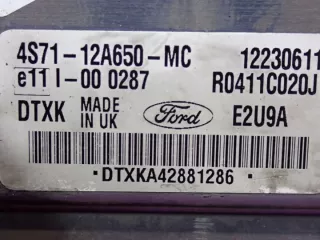 4S71-12A650-MC 12230611
e11 I-00 0287 R0411C020J
DTXK MADE IN UK Ford E2U9A
*DTXKA42881286*